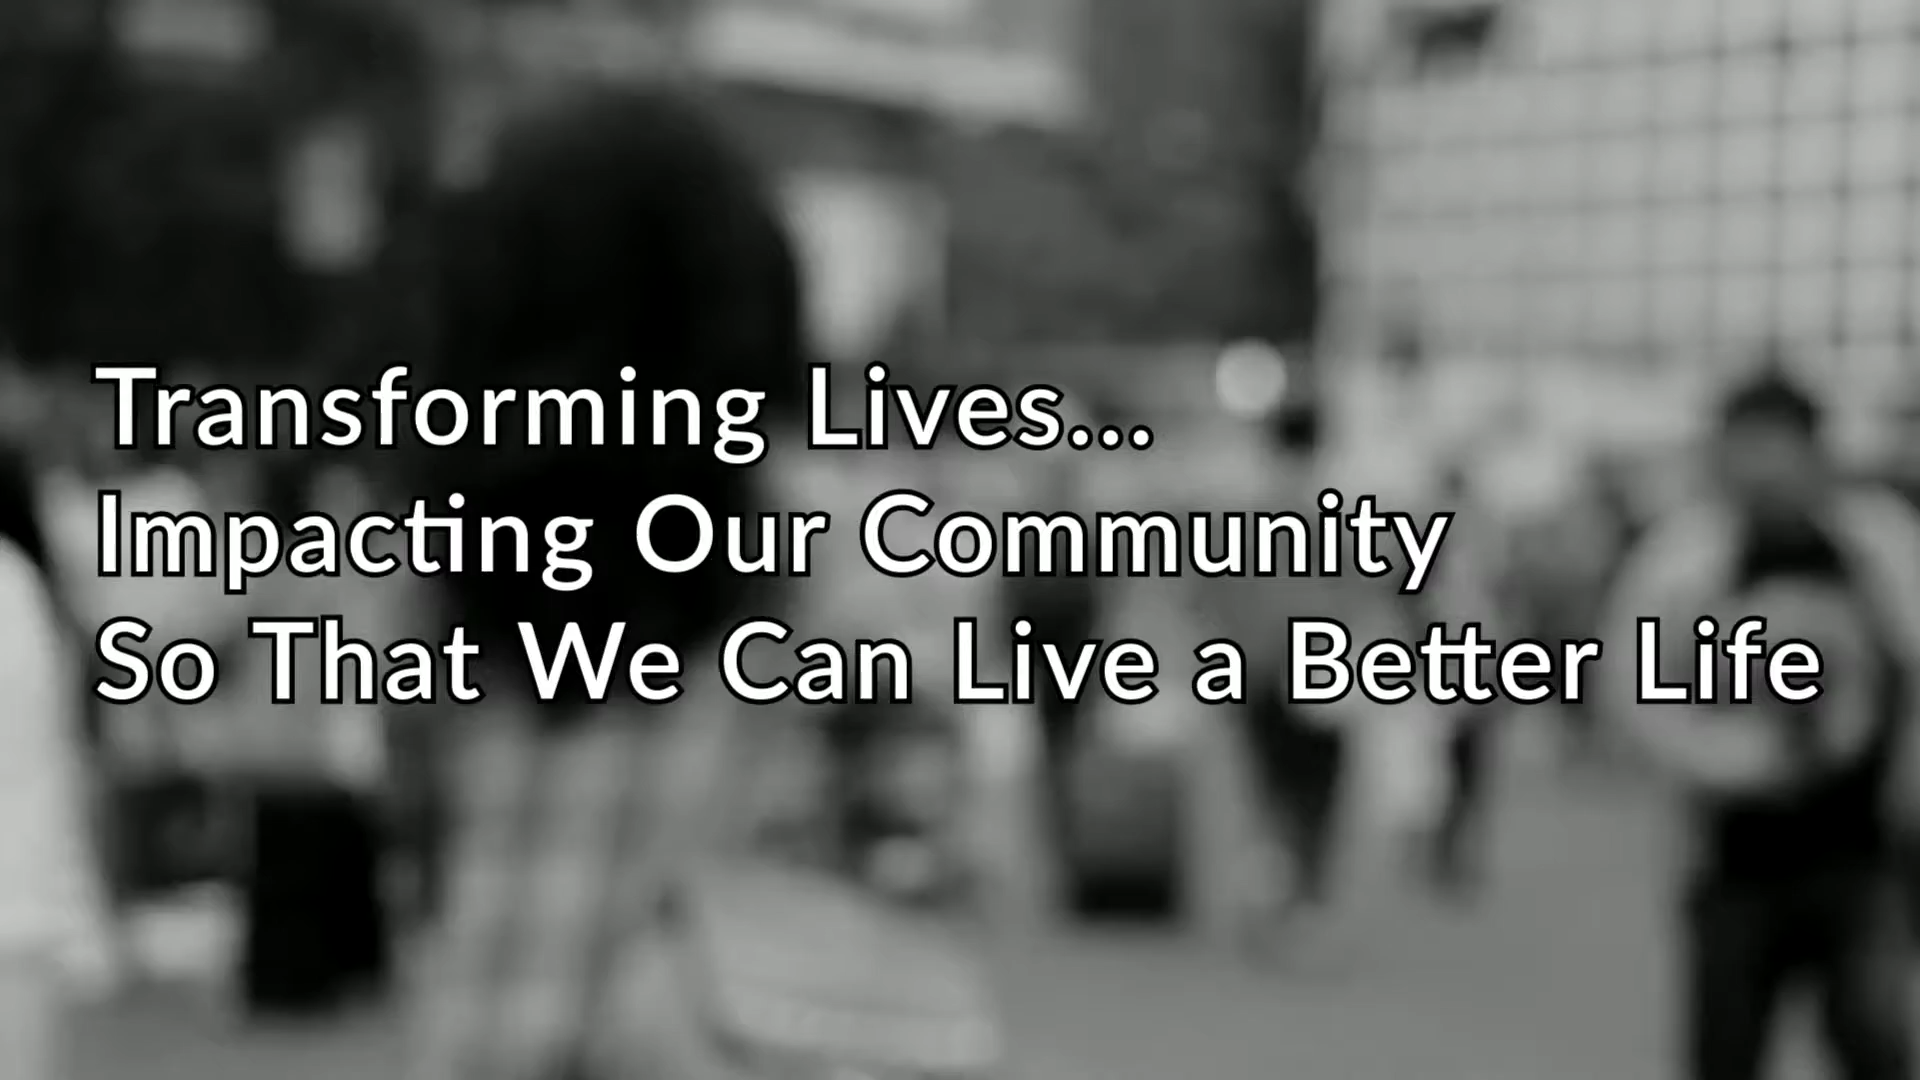 Transforming Lives...
Impacting Our Community
So That We Can Live a Better Life